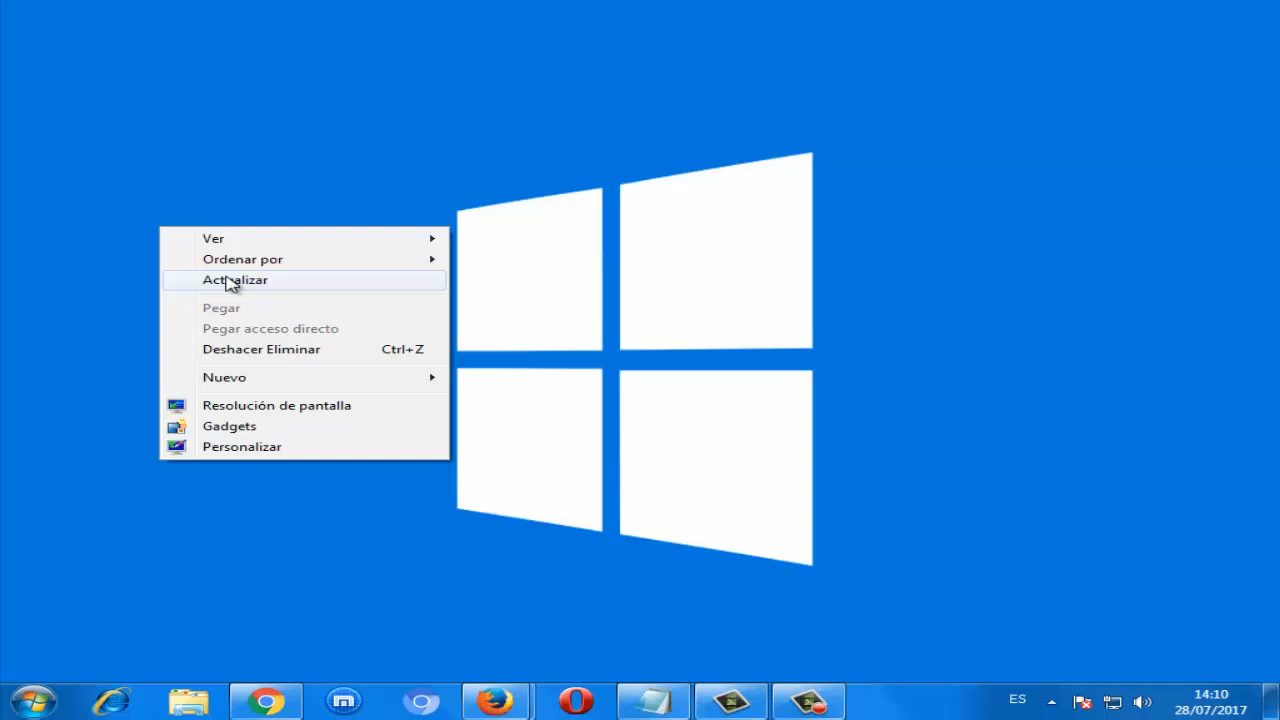 Ver
Ordenar por
Actualizar
Pegar
Pegar acceso directo
Deshacer Eliminar Ctrl+Z
Nuevo
Resolución de pantalla
Gadgets
Personalizar
ES
14:10
28/07/2017